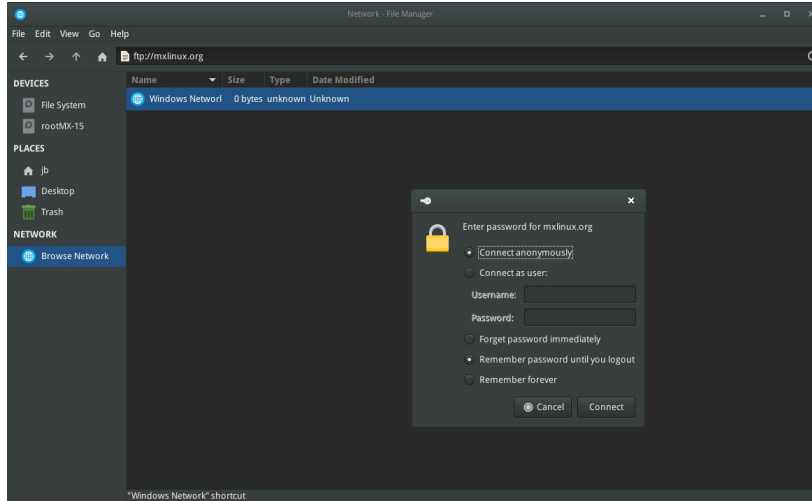 Network - File Manager
File Edit View Go Help
ftp://mxlinux.org
DEVICES
File System
rootMX-15
PLACES
jb
Desktop
Trash
NETWORK
Browse Network
Name Size Type Date Modified
Windows Network 0 bytes unknown Unknown
Enter password for mxlinux.org
Connect anonymously
Connect as user:
Username:
Password:
Forget password immediately
Remember password until you logout
Remember forever
Cancel Connect
"Windows Network" shortcut